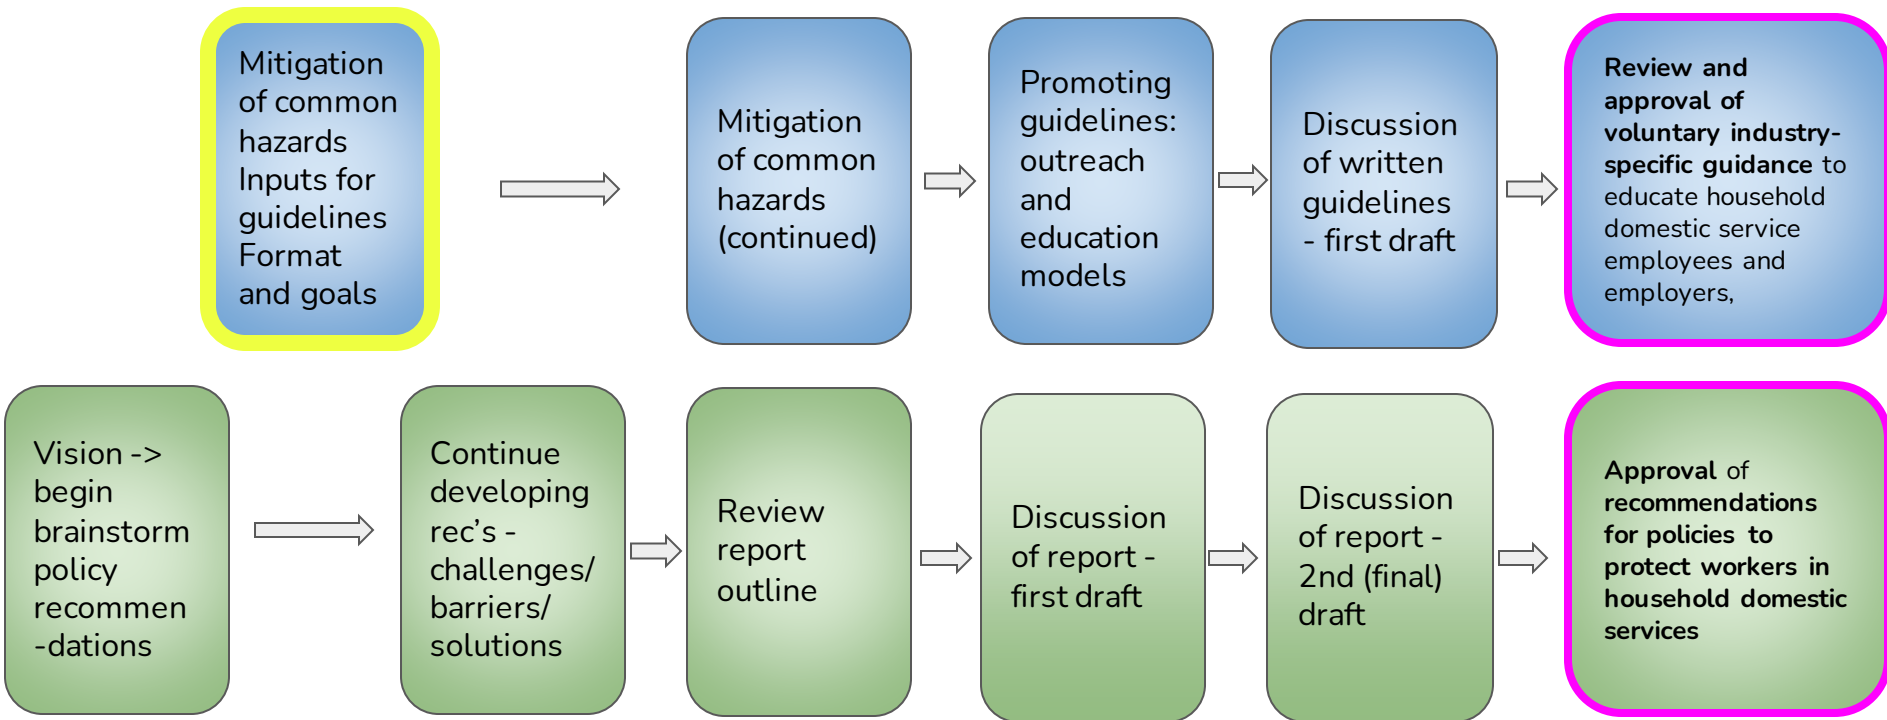 Mitigation
of common
hazards
Inputs for
guidelines
Format
and goals
Mitigation
of common
hazards
(continued)
Promoting
guidelines:
outreach
and
education
models
Discussion
of written
guidelines
- first draft
Review and
approval of
voluntary industry-
specific guidance to
educate household
domestic service
employees and
employers,
Vision ->
begin
brainstorm
policy
recommen
-dations
Continue
developing
rec's -
challenges/
barriers/
solutions
Review
report
outline
Discussion
of report -
first draft
Discussion
of report -
2nd (final)
draft
Approval of
recommendations
for policies to
protect workers in
household domestic
services